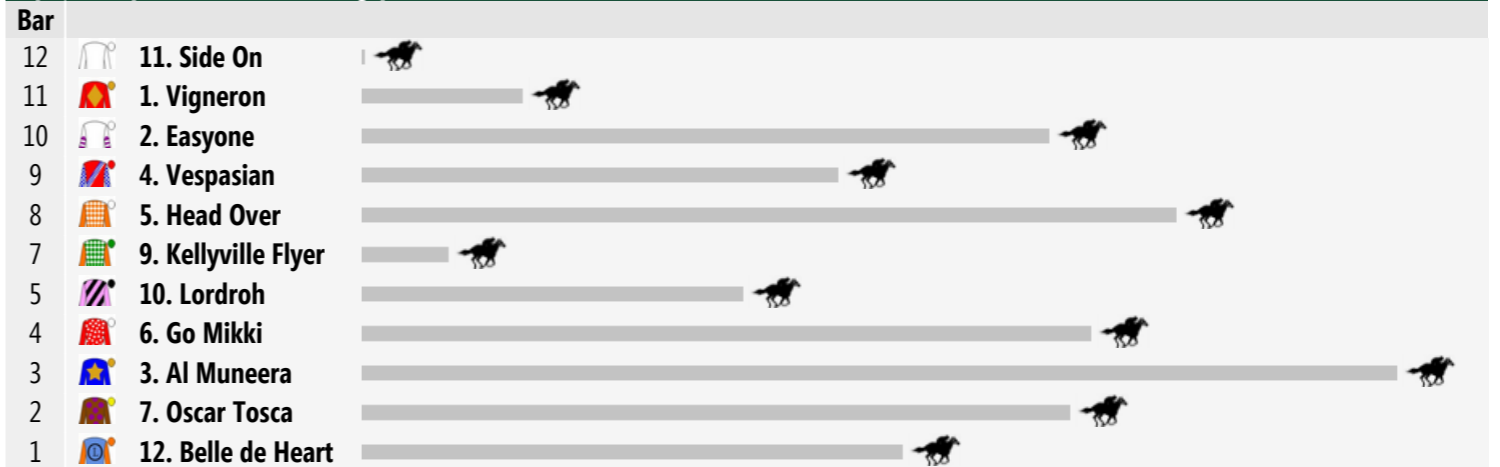 Bar
12 11. Side On
11 1. Vigneron
10 2. Easyone
9 4. Vespasian
8 5. Head Over
7 9. Kellyville Flyer
5 10. Lordroh
4 6. Go Mikki
3 3. Al Muneera
2 7. Oscar Tosca
1 12. Belle de Heart